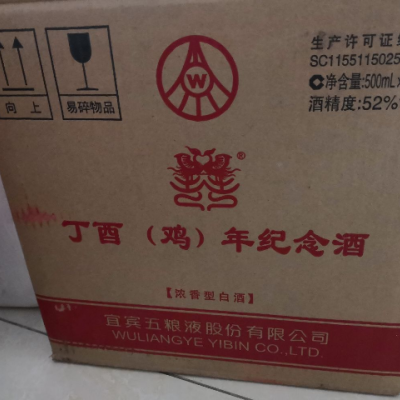 向上
易碎物品
W
生产许可证
SC1155115025
净含量:500mL
酒精度:52%
®
丁酉（鸡）年纪念酒
【浓香型白酒】
宜宾五粮液股份有限公司
WULIANGYE YIBIN CO.,LTD.